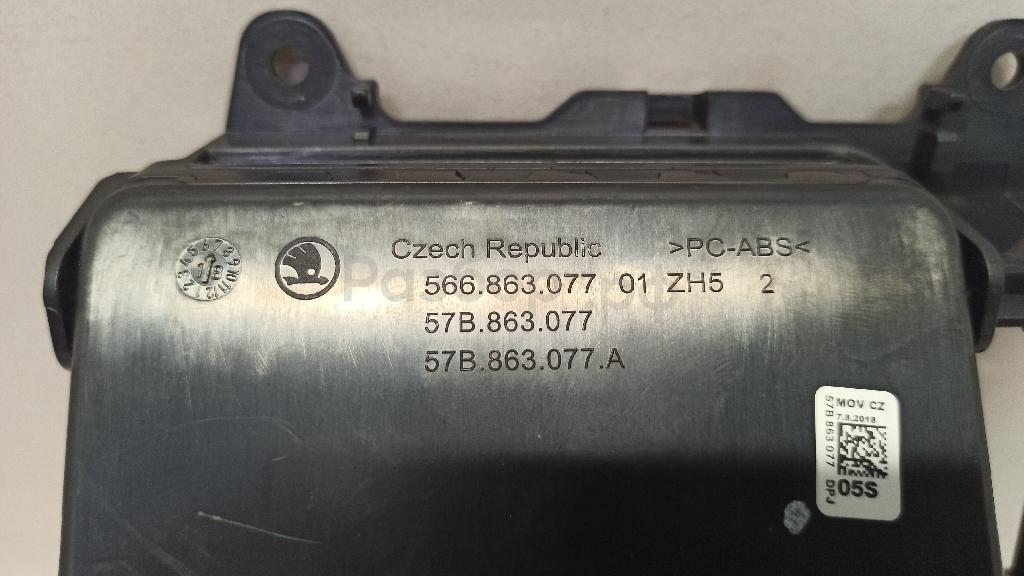 Czech Republic >PC-ABS<
566.863.077 01 ZH5 2
57B.863.077
57B.863.077.A
MOV CZ
7.8.2018
57B 863 077 DPJ
05S